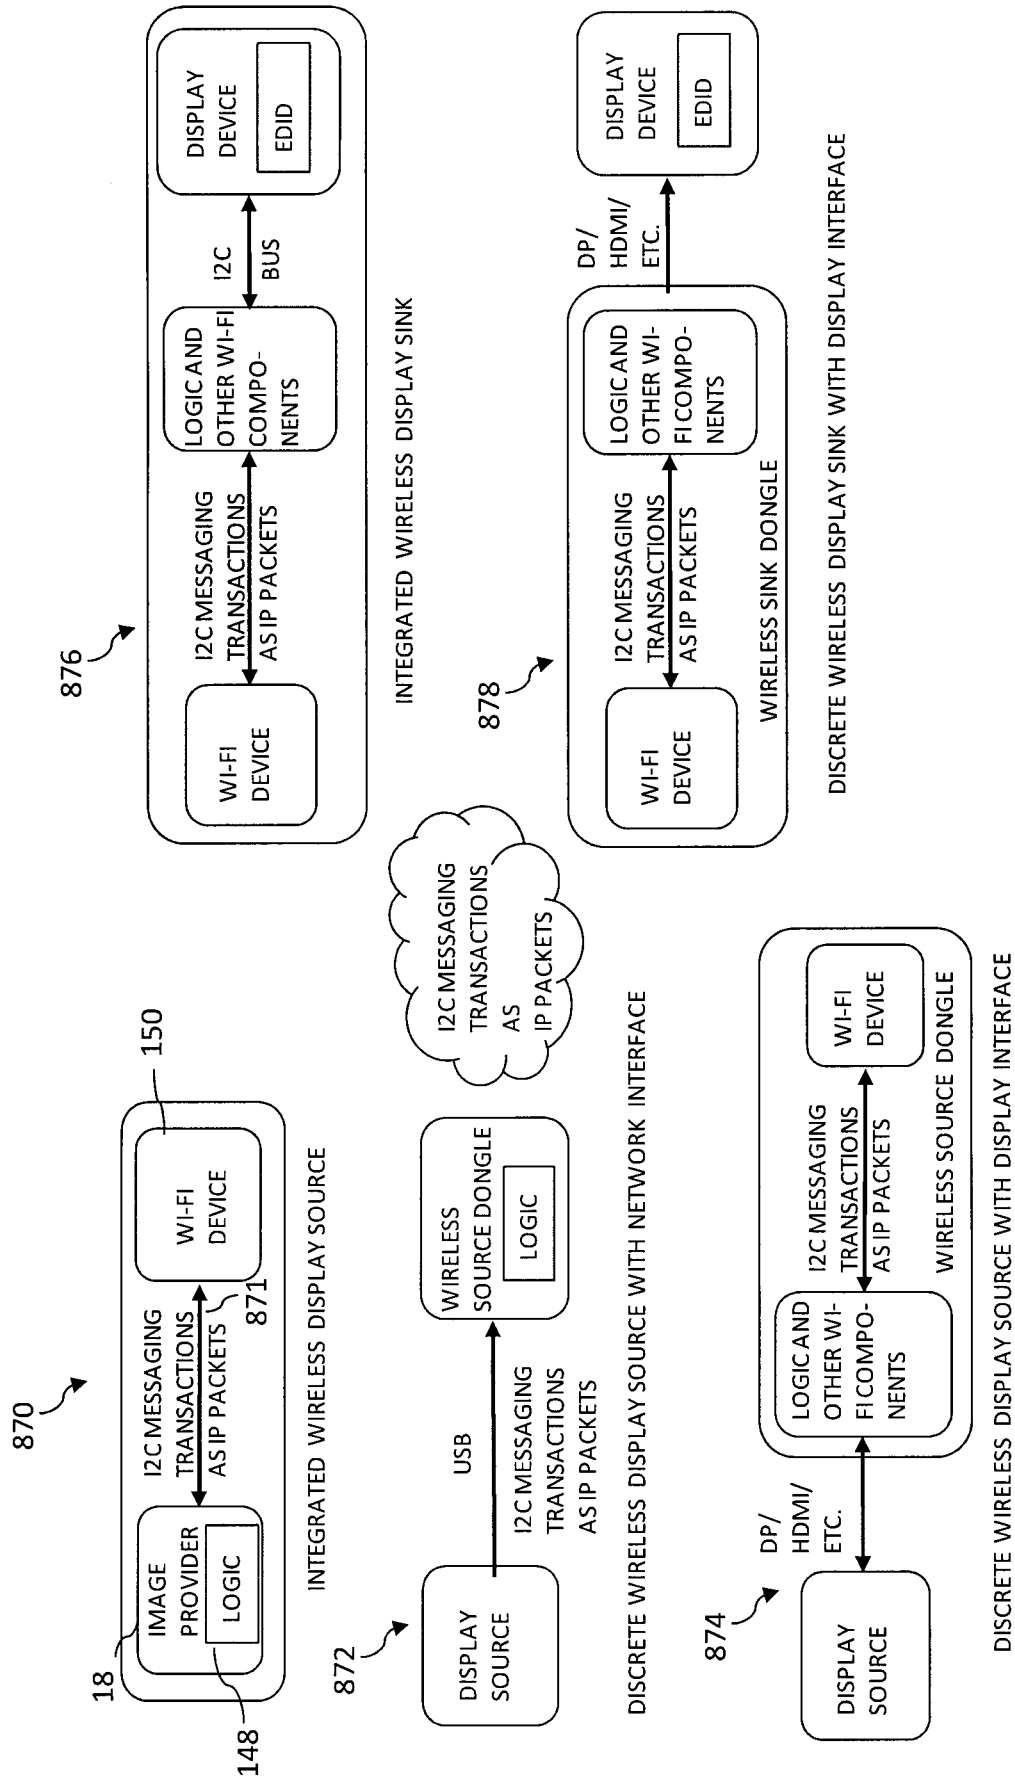 870
18
IMAGE
PROVIDER
LOGIC
148
I2C MESSAGING
TRANSACTIONS
AS IP PACKETS
871
WI-FI
DEVICE
150
INTEGRATED WIRELESS DISPLAY SOURCE
872
DISPLAY
SOURCE
USB
I2C MESSAGING
TRANSACTIONS
AS IP PACKETS
WIRELESS
SOURCE DONGLE
LOGIC
DISCRETE WIRELESS DISPLAY SOURCE WITH NETWORK INTERFACE
874
DISPLAY
SOURCE
DP/
HDMI/
ETC.
LOGIC AND
OTHER WI-
FI COMPO-
NENTS
I2C MESSAGING
TRANSACTIONS
AS IP PACKETS
WI-FI
DEVICE
WIRELESS SOURCE DONGLE
DISCRETE WIRELESS DISPLAY SOURCE WITH DISPLAY INTERFACE
I2C MESSAGING
TRANSACTIONS
AS
IP PACKETS
876
WI-FI
DEVICE
I2C MESSAGING
TRANSACTIONS
AS IP PACKETS
LOGIC AND
OTHER WI-FI
COMPO-
NENTS
I2C
BUS
DISPLAY
DEVICE
EDID
INTEGRATED WIRELESS DISPLAY SINK
878
WI-FI
DEVICE
I2C MESSAGING
TRANSACTIONS
AS IP PACKETS
LOGIC AND
OTHER WI-
FI COMPO-
NENTS
WIRELESS SINK DONGLE
DP/
HDMI/
ETC.
DISPLAY
DEVICE
EDID
DISCRETE WIRELESS DISPLAY SINK WITH DISPLAY INTERFACE